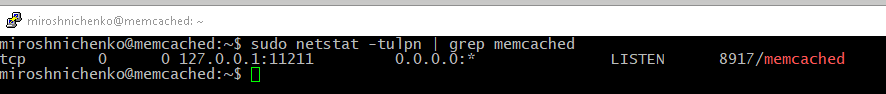 miroshnichenko@memcached: ~
miroshnichenko@memcached:~$ sudo netstat -tulpn | grep memcached
tcp        0      0 127.0.0.1:11211         0.0.0.0:*               LISTEN      8917/memcached
miroshnichenko@memcached:~$